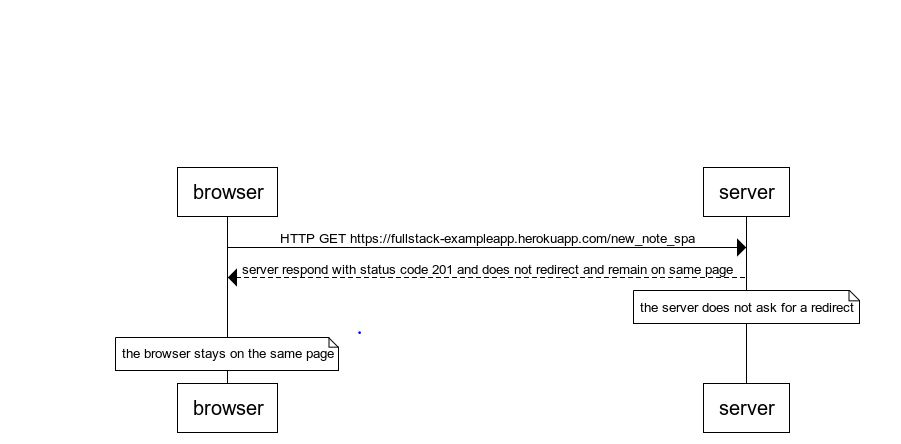 browser
server
HTTP GET https://fullstack-exampleapp.herokuapp.com/new_note_spa
server respond with status code 201 and does not redirect and remain on same page
the server does not ask for a redirect
the browser stays on the same page
browser
server